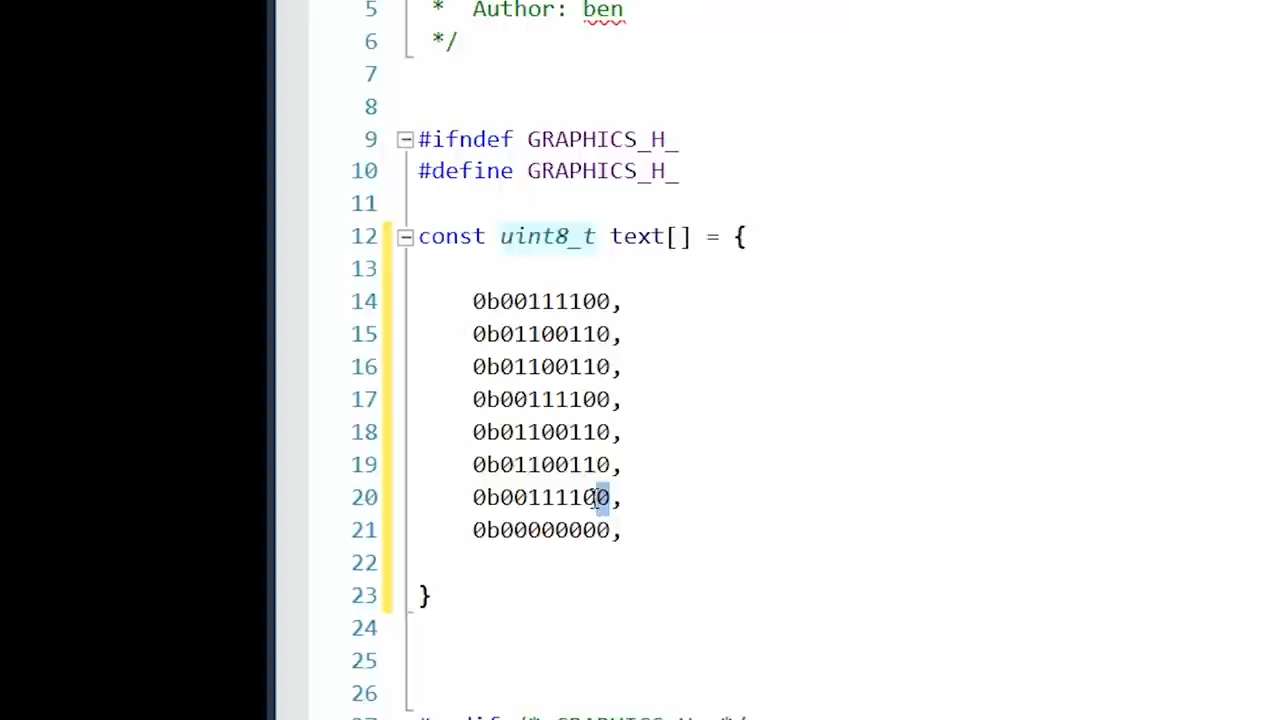 5 * Author: ben
6 */
7
8
9 #ifndef GRAPHICS_H_
10 #define GRAPHICS_H_
11
12 const uint8_t text[] = {
13
14 0b00111100,
15 0b01100110,
16 0b01100110,
17 0b00111100,
18 0b01100110,
19 0b01100110,
20 0b00111100,
21 0b00000000,
22
23 }
24
25
26